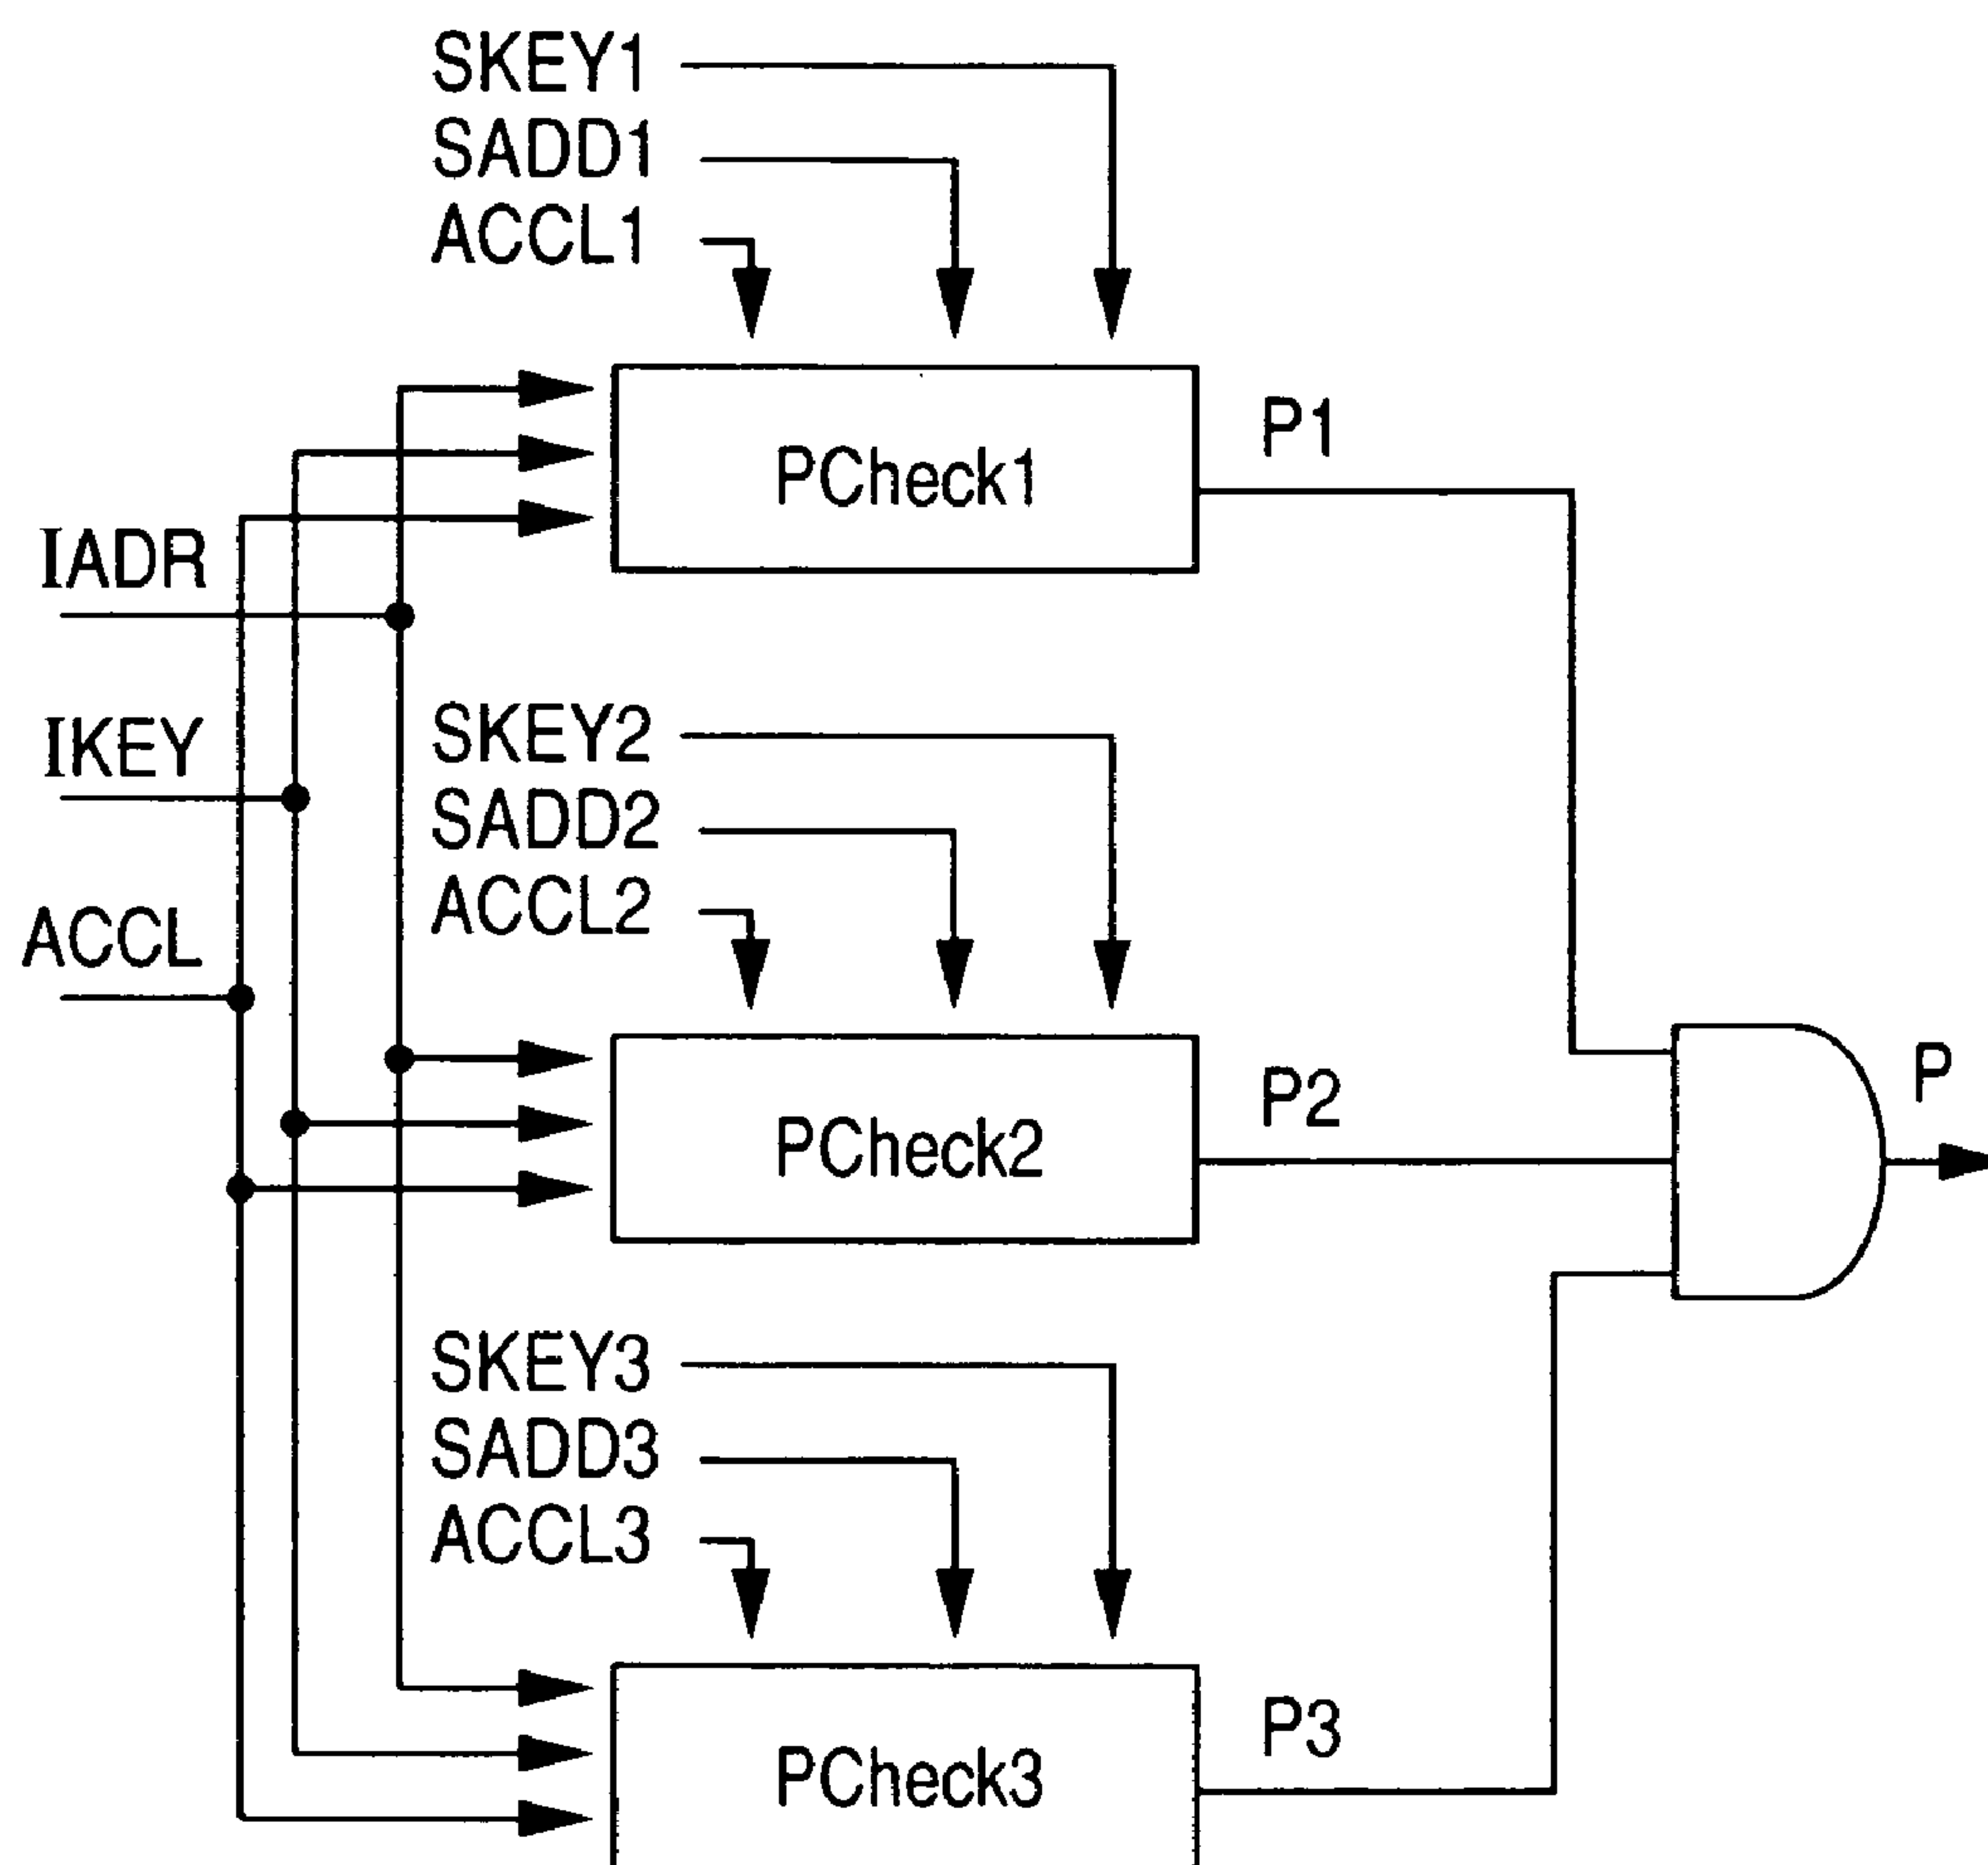 SKEY1
SADD1
ACCL1
P1
PCheck1
IADR
IKEY
SKEY2
SADD2
ACCL2
ACCL
P
P2
PCheck2
SKEY3
SADD3
ACCL3
P3
PCheck3